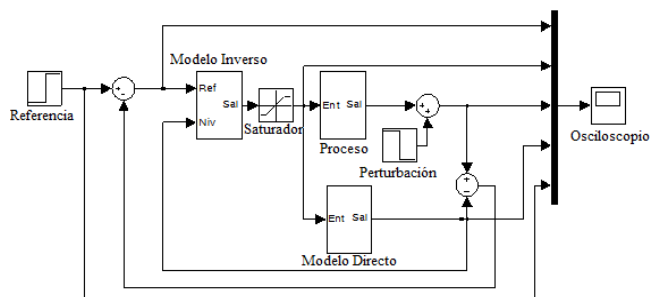 Modelo Inverso
Ref
Sal
Niv
Referencia
Saturador
Ent Sal
Proceso
Perturbación
Osciloscopio
Ent Sal
Modelo Directo